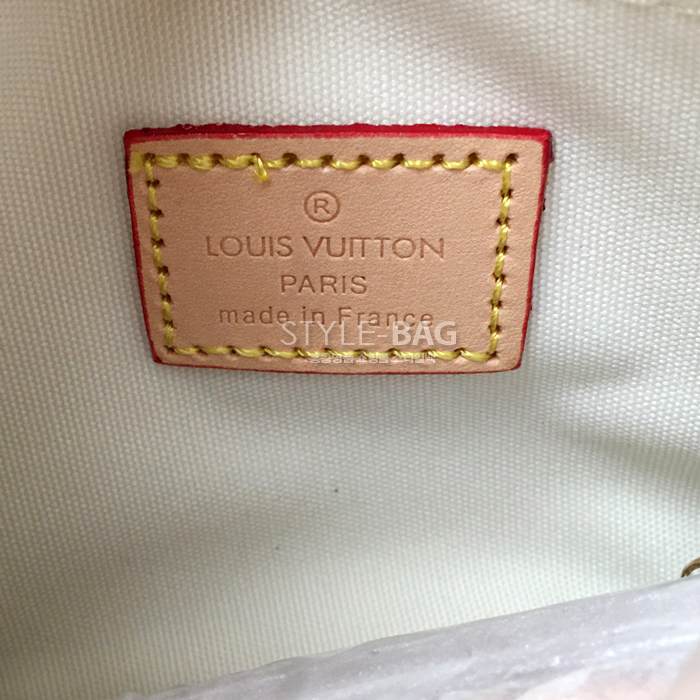 ®
LOUIS VUITTON
PARIS
made in France
STYLE-BAG